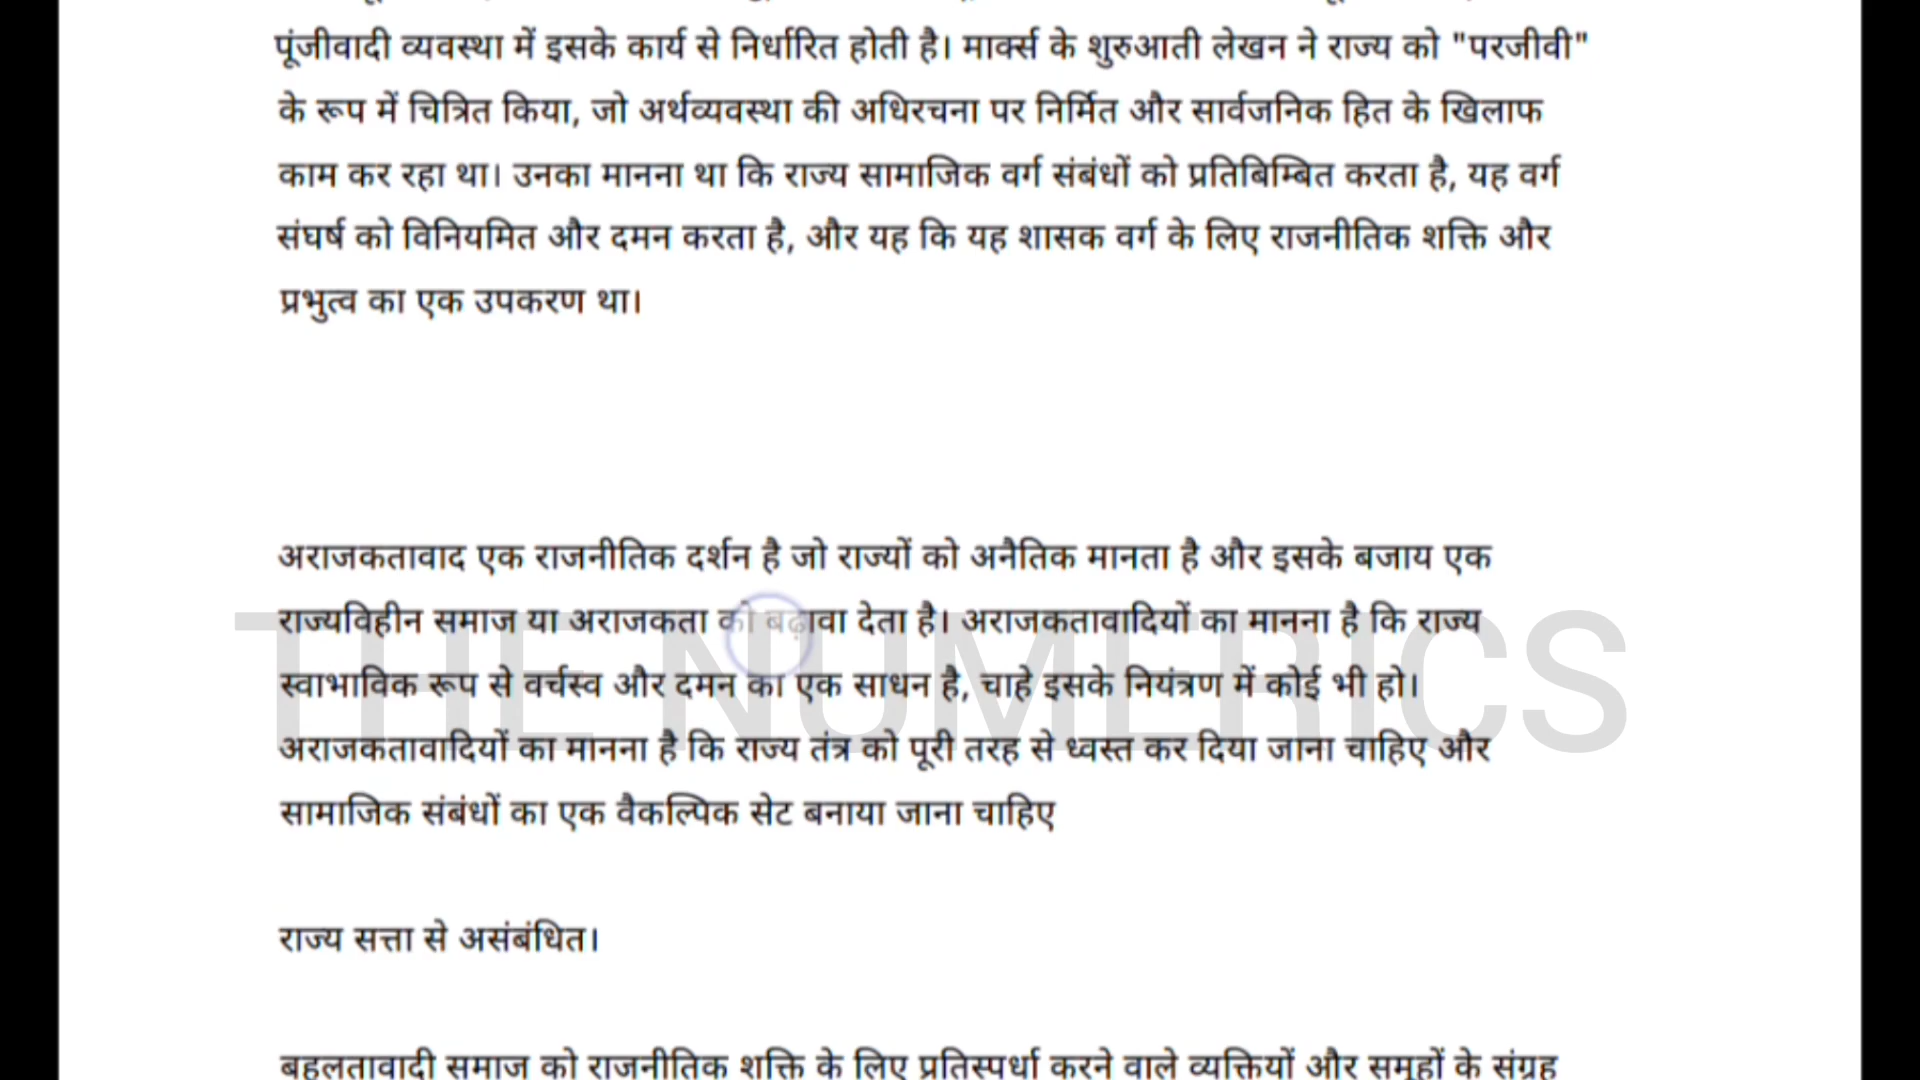 पूंजीवादी व्यवस्था में इसके कार्य से निर्धारित होती है। मार्क्स के शुरुआती लेखन ने राज्य को "परजीवी"
के रूप में चित्रित किया, जो अर्थव्यवस्था की अधिरचना पर निर्मित और सार्वजनिक हित के खिलाफ
काम कर रहा था। उनका मानना था कि राज्य सामाजिक वर्ग संबंधों को प्रतिबिम्बित करता है, यह वर्ग
संघर्ष को विनियमित और दमन करता है, और यह कि यह शासक वर्ग के लिए राजनीतिक शक्ति और
प्रभुत्व का एक उपकरण था।
अराजकतावाद एक राजनीतिक दर्शन है जो राज्यों को अनैतिक मानता है और इसके बजाय एक
राज्यविहीन समाज या अराजकता को बढ़ावा देता है। अराजकतावादियों का मानना है कि राज्य
THE NUMERICS
स्वाभाविक रूप से वर्चस्व और दमन का एक साधन है, चाहे इसके नियंत्रण में कोई भी हो।
अराजकतावादियों का मानना है कि राज्य तंत्र को पूरी तरह से ध्वस्त कर दिया जाना चाहिए और
सामाजिक संबंधों का एक वैकल्पिक सेट बनाया जाना चाहिए
राज्य सत्ता से असंबंधित।
बहुलतावादी समाज को राजनीतिक शक्ति के लिए प्रतिस्पर्धा करने वाले व्यक्तियों और समूहों के संग्रह